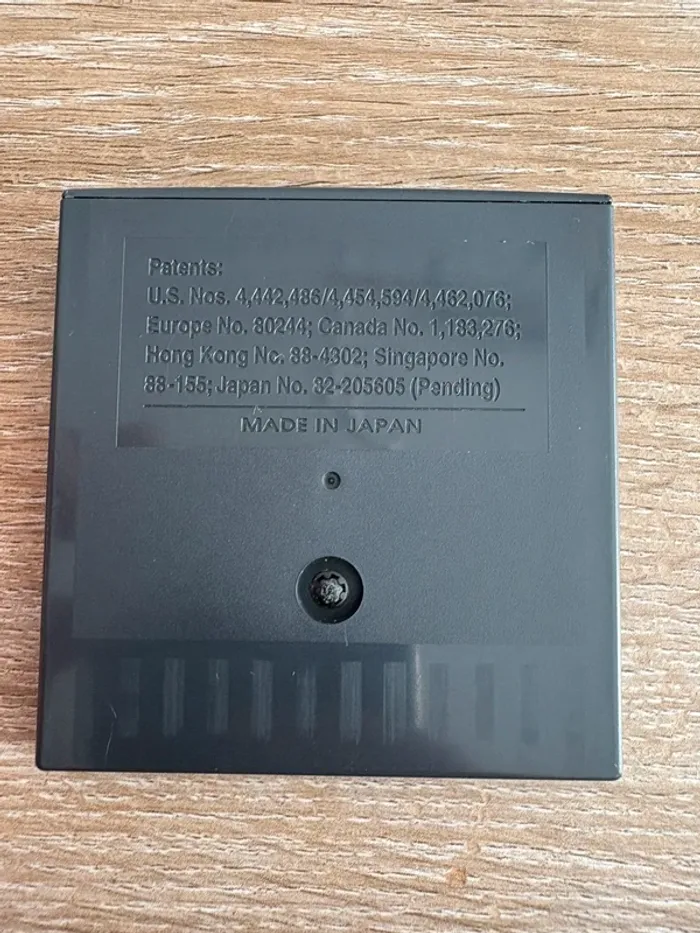 Patents:
U.S. Nos. 4,442,486/4,454,594/4,462,076;
Europe No. 80244; Canada No. 1,183,276;
Hong Kong No. 88-4302; Singapore No.
88-155; Japan No. 82-205605 (Pending)
MADE IN JAPAN